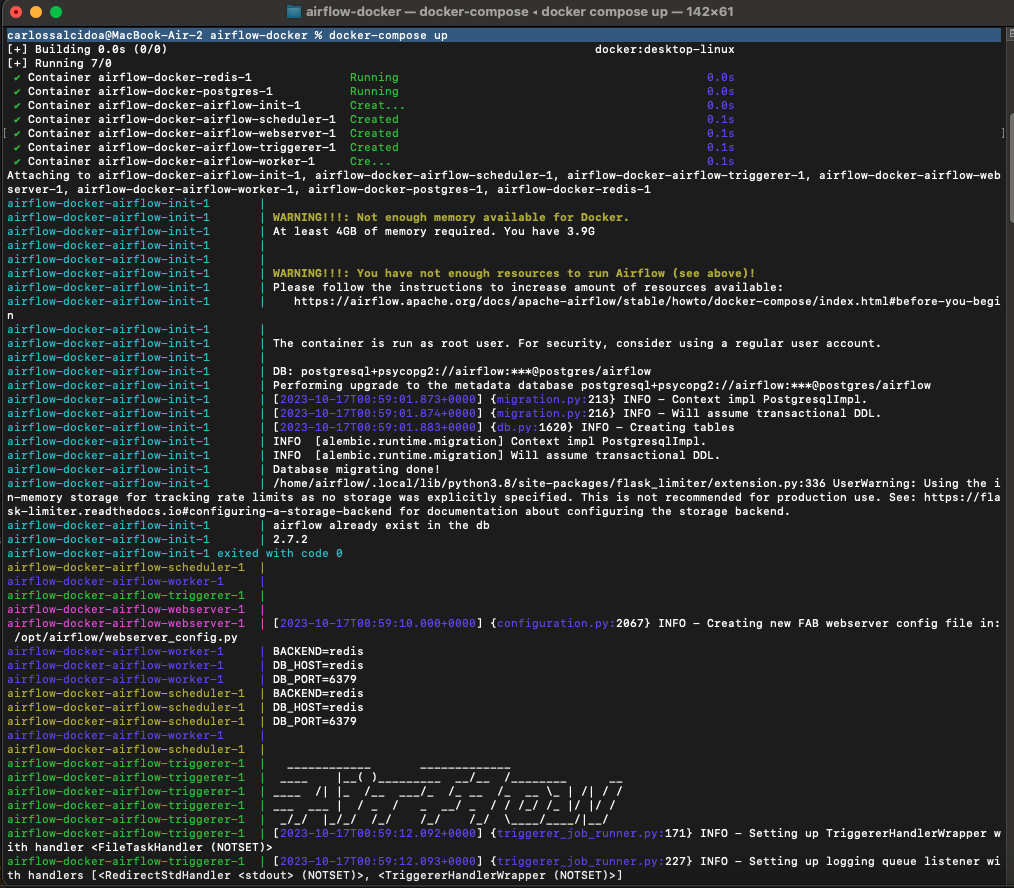 airflow-docker — docker-compose ◂ docker compose up — 142×61
carlossalcidoa@MacBook-Air-2 airflow-docker % docker-compose up
[+] Building 0.0s (0/0) docker:desktop-linux
[+] Running 7/0
✔ Container airflow-docker-redis-1 Running 0.0s
✔ Container airflow-docker-postgres-1 Running 0.0s
✔ Container airflow-docker-airflow-init-1 Creat... 0.0s
✔ Container airflow-docker-airflow-scheduler-1 Created 0.1s
✔ Container airflow-docker-airflow-webserver-1 Created 0.1s
✔ Container airflow-docker-airflow-triggerer-1 Created 0.1s
✔ Container airflow-docker-airflow-worker-1 Cre... 0.1s
Attaching to airflow-docker-airflow-init-1, airflow-docker-airflow-scheduler-1, airflow-docker-airflow-triggerer-1, airflow-docker-airflow-web
server-1, airflow-docker-airflow-worker-1, airflow-docker-postgres-1, airflow-docker-redis-1
airflow-docker-airflow-init-1 |
airflow-docker-airflow-init-1 | WARNING!!!: Not enough memory available for Docker.
airflow-docker-airflow-init-1 | At least 4GB of memory required. You have 3.9G
airflow-docker-airflow-init-1 |
airflow-docker-airflow-init-1 |
airflow-docker-airflow-init-1 | WARNING!!!: You have not enough resources to run Airflow (see above)!
airflow-docker-airflow-init-1 | Please follow the instructions to increase amount of resources available:
airflow-docker-airflow-init-1 | https://airflow.apache.org/docs/apache-airflow/stable/howto/docker-compose/index.html#before-you-begi
n
airflow-docker-airflow-init-1 |
airflow-docker-airflow-init-1 | The container is run as root user. For security, consider using a regular user account.
airflow-docker-airflow-init-1 |
airflow-docker-airflow-init-1 | DB: postgresql+psycopg2://airflow:***@postgres/airflow
airflow-docker-airflow-init-1 | Performing upgrade to the metadata database postgresql+psycopg2://airflow:***@postgres/airflow
airflow-docker-airflow-init-1 | [2023-10-17T00:59:01.873+0000] {migration.py:213} INFO - Context impl PostgresqlImpl.
airflow-docker-airflow-init-1 | [2023-10-17T00:59:01.874+0000] {migration.py:216} INFO - Will assume transactional DDL.
airflow-docker-airflow-init-1 | [2023-10-17T00:59:01.883+0000] {db.py:1620} INFO - Creating tables
airflow-docker-airflow-init-1 | INFO [alembic.runtime.migration] Context impl PostgresqlImpl.
airflow-docker-airflow-init-1 | INFO [alembic.runtime.migration] Will assume transactional DDL.
airflow-docker-airflow-init-1 | Database migrating done!
airflow-docker-airflow-init-1 | /home/airflow/.local/lib/python3.8/site-packages/flask_limiter/extension.py:336 UserWarning: Using the i
n-memory storage for tracking rate limits as no storage was explicitly specified. This is not recommended for production use. See: https://fla
sk-limiter.readthedocs.io#configuring-a-storage-backend for documentation about configuring the storage backend.
airflow-docker-airflow-init-1 | airflow already exist in the db
airflow-docker-airflow-init-1 | 2.7.2
airflow-docker-airflow-init-1 exited with code 0
airflow-docker-airflow-scheduler-1 |
airflow-docker-airflow-worker-1 |
airflow-docker-airflow-triggerer-1 |
airflow-docker-airflow-webserver-1 |
airflow-docker-airflow-webserver-1 | [2023-10-17T00:59:10.000+0000] {configuration.py:2067} INFO - Creating new FAB webserver config file in:
/opt/airflow/webserver_config.py
airflow-docker-airflow-worker-1 | BACKEND=redis
airflow-docker-airflow-worker-1 | DB_HOST=redis
airflow-docker-airflow-worker-1 | DB_PORT=6379
airflow-docker-airflow-scheduler-1 | BACKEND=redis
airflow-docker-airflow-scheduler-1 | DB_HOST=redis
airflow-docker-airflow-scheduler-1 | DB_PORT=6379
airflow-docker-airflow-worker-1 |
airflow-docker-airflow-scheduler-1 |
airflow-docker-airflow-triggerer-1 |   ____________       _____________
airflow-docker-airflow-triggerer-1 |  ____    |__( )_________  __/__  /________      __
airflow-docker-airflow-triggerer-1 | ____  /| |_  /__  ___/_  /_ __  /_  __ \_ | /| / /
airflow-docker-airflow-triggerer-1 | ___  ___ |  / _  /   _  __/ _  / / /_/ /_ |/ |/ /
airflow-docker-airflow-triggerer-1 |  _/_/  |_/_/  /_/    /_/    /_/  \____/____/|__/
airflow-docker-airflow-triggerer-1 | [2023-10-17T00:59:12.092+0000] {triggerer_job_runner.py:171} INFO - Setting up TriggererHandlerWrapper w
ith handler <FileTaskHandler (NOTSET)>
airflow-docker-airflow-triggerer-1 | [2023-10-17T00:59:12.093+0000] {triggerer_job_runner.py:227} INFO - Setting up logging queue listener wi
th handlers [<RedirectStdHandler <stdout> (NOTSET)>, <TriggererHandlerWrapper (NOTSET)>]